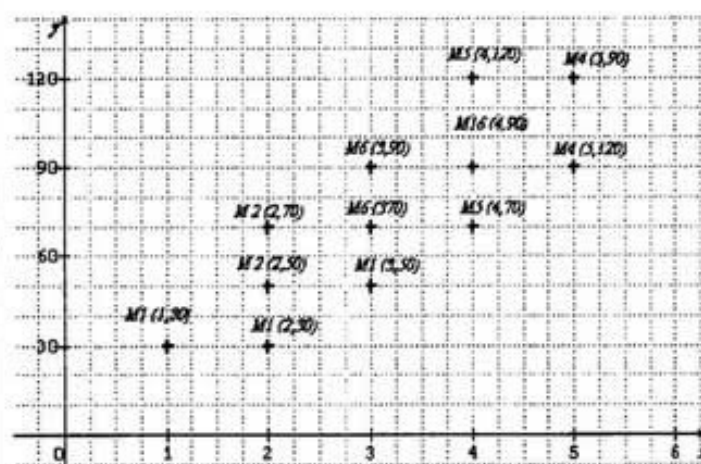 y
M5 (4,120) M4 (5,90)
120
M16 (4,90)
M6 (3,90) M4 (5,120)
90
M 2 (2,70) M6 (370) M5 (4,70)
60
M 2 (2,50) M1 (3,50)
M1 (1,30) M1 (2,30)
30
0 1 2 3 4 5 6